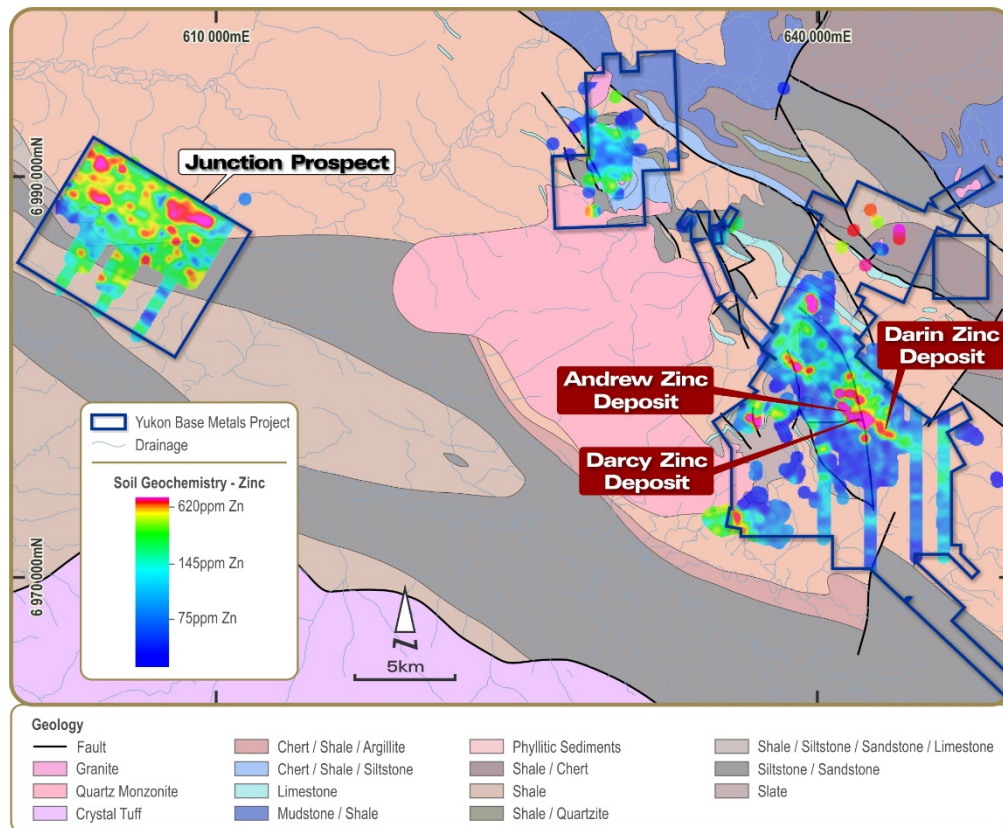 610 000mE
640 000mE
6 990 000mN
Junction Prospect
Darin Zinc
Deposit
Andrew Zinc
Deposit
Darcy Zinc
Deposit
Yukon Base Metals Project
Drainage
Soil Geochemistry - Zinc
620ppm Zn
145ppm Zn
75ppm Zn
6 970 000mN
N
5km
Geology
Fault
Granite
Quartz Monzonite
Crystal Tuff
Chert / Shale / Argillite
Chert / Shale / Siltstone
Limestone
Mudstone / Shale
Phyllitic Sediments
Shale / Chert
Shale
Shale / Quartzite
Shale / Siltstone / Sandstone / Limestone
Siltstone / Sandstone
Slate